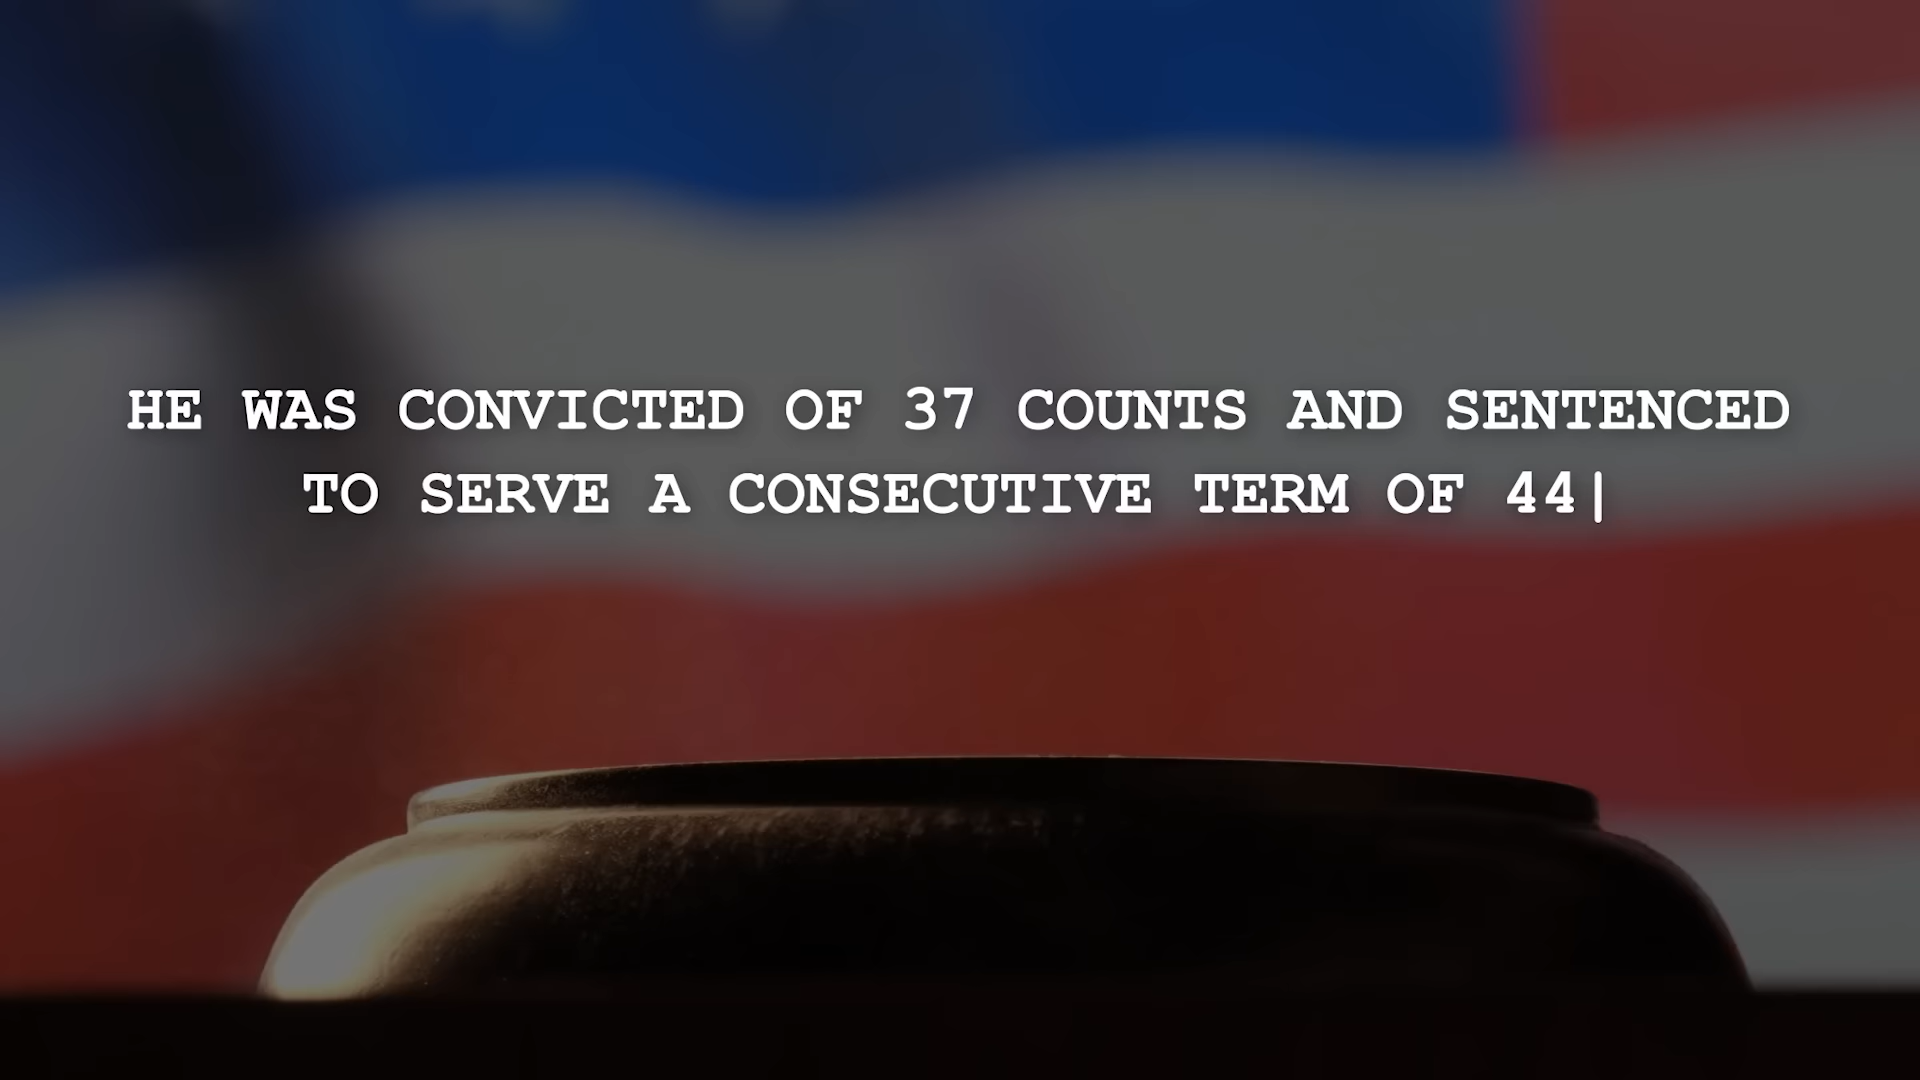 HE WAS CONVICTED OF 37 COUNTS AND SENTENCED
TO SERVE A CONSECUTIVE TERM OF 44|